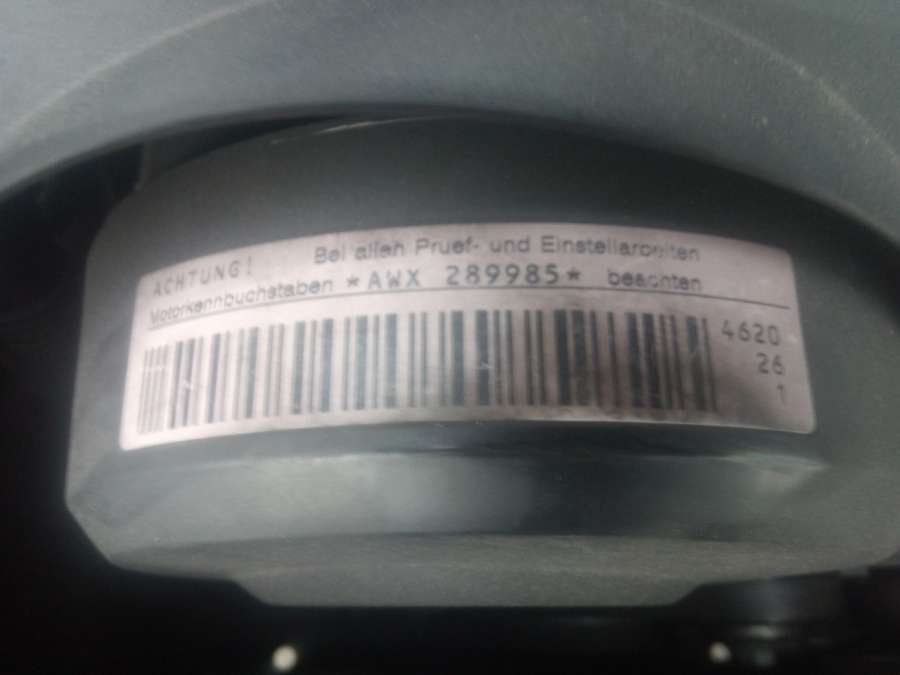 ACHTUNG! Bei allen Pruef- und Einstellarbeiten
Motorkennbuchstaben *AWX 289985* beachten
4620
26
1